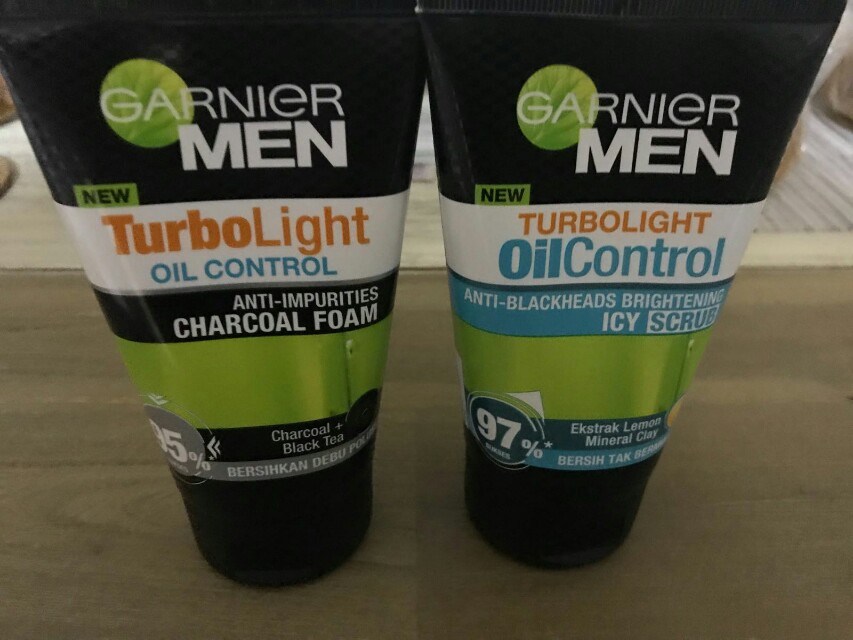 GARNIER
MEN
NEW
TurboLight
OIL CONTROL
ANTI-IMPURITIES
CHARCOAL FOAM
95%
Charcoal +
Black Tea
BERSIHKAN DEBU
GARNIER
MEN
NEW
TURBOLIGHT
OilControl
ANTI-BLACKHEADS BRIGHTENING
ICY SCRUB
97%*
Ekstrak Lemon
Mineral Clay
BERSIH TAK